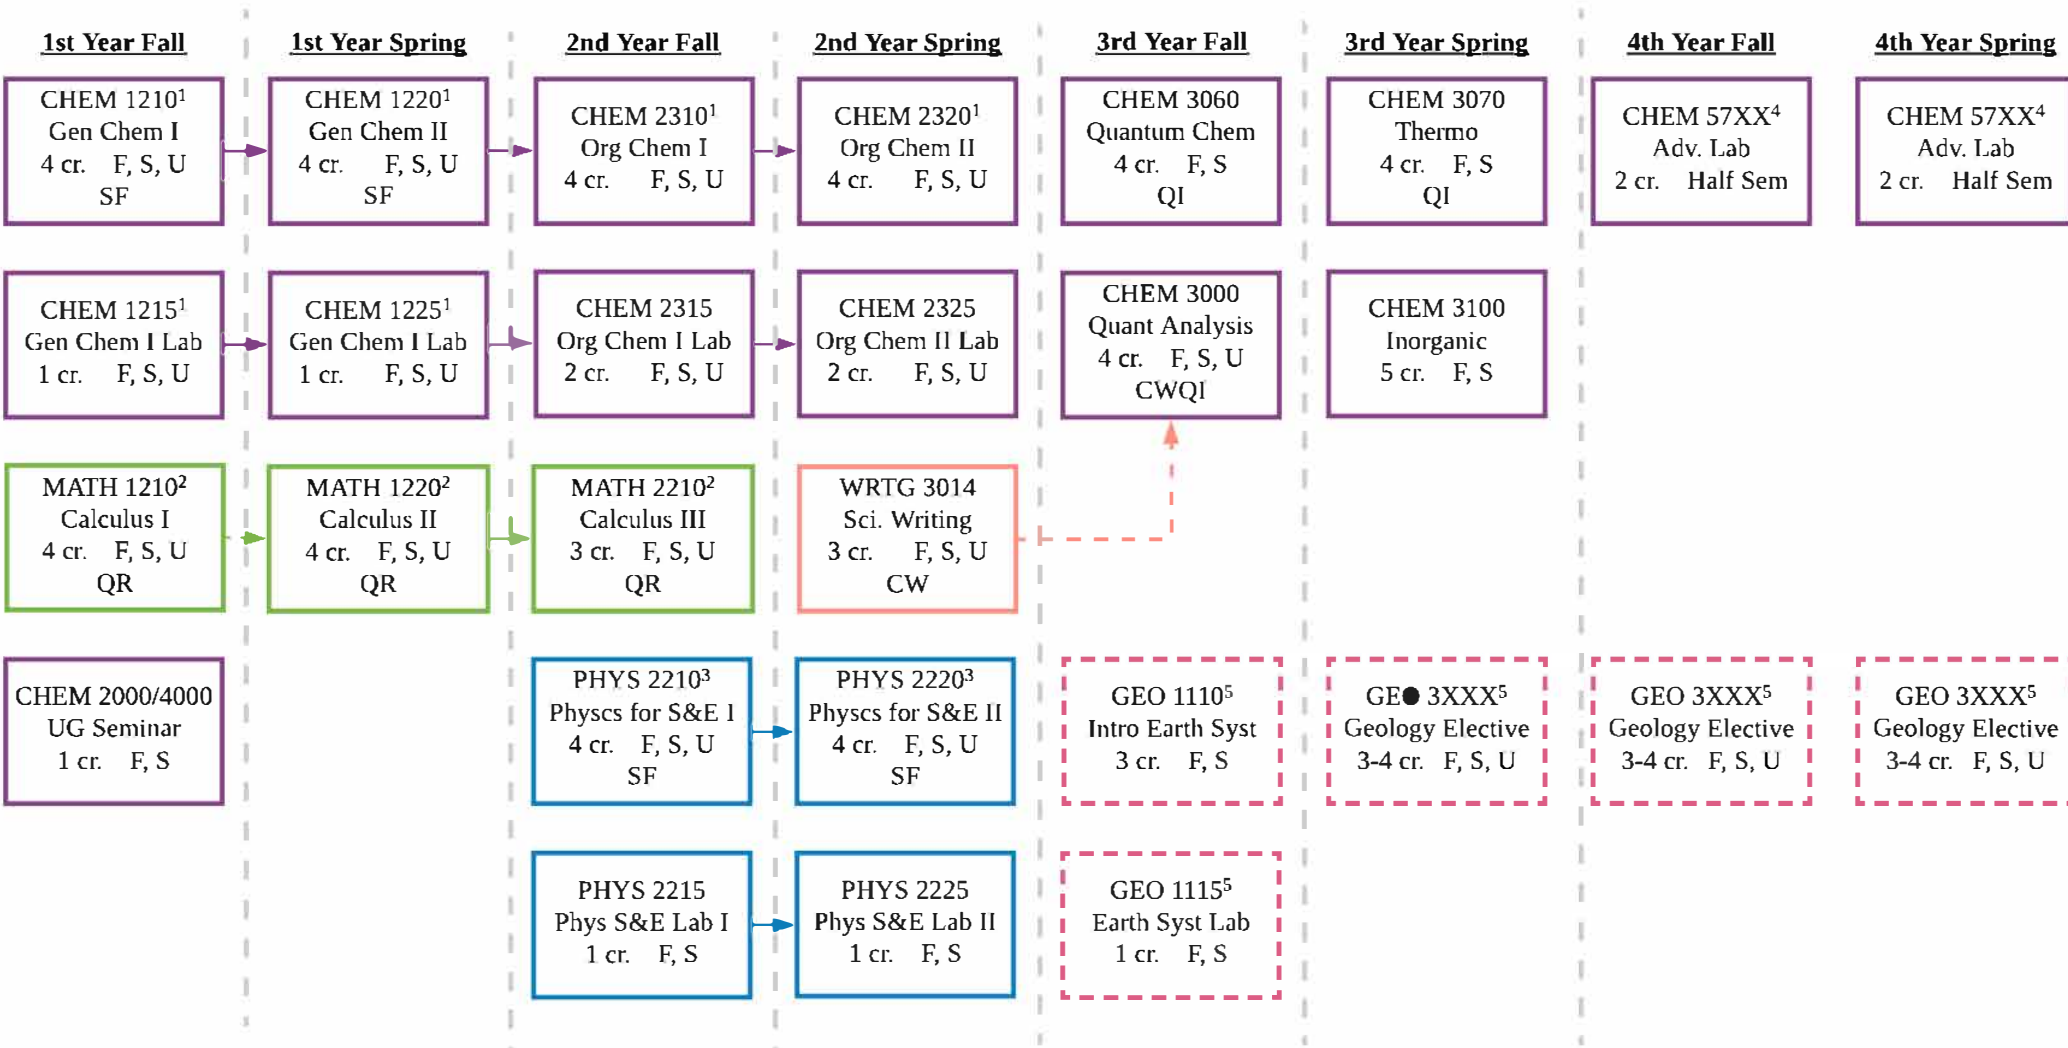 1st Year Fall
1st Year Spring
2nd Year Fall
2nd Year Spring
3rd Year Fall
3rd Year Spring
4th Year Fall
4th Year Spring
CHEM 1210¹
Gen Chem I
4 cr. F, S, U
SF
CHEM 1220¹
Gen Chem II
4 cr. F, S, U
SF
CHEM 2310¹
Org Chem I
4 cr. F, S, U
CHEM 2320¹
Org Chem II
4 cr. F, S, U
CHEM 3060
Quantum Chem
4 cr. F, S
QI
CHEM 3070
Thermo
4 cr. F, S
QI
CHEM 57XX⁴
Adv. Lab
2 cr. Half Sem
CHEM 57XX⁴
Adv. Lab
2 cr. Half Sem
CHEM 1215¹
Gen Chem I Lab
1 cr. F, S, U
CHEM 1225¹
Gen Chem I Lab
1 cr. F, S, U
CHEM 2315
Org Chem I Lab
2 cr. F, S, U
CHEM 2325
Org Chem II Lab
2 cr. F, S, U
CHEM 3000
Quant Analysis
4 cr. F, S, U
CWQI
CHEM 3100
Inorganic
5 cr. F, S
MATH 1210²
Calculus I
4 cr. F, S, U
QR
MATH 1220²
Calculus II
4 cr. F, S, U
QR
MATH 2210²
Calculus III
3 cr. F, S, U
QR
WRTG 3014
Sci. Writing
3 cr. F, S, U
CW
CHEM 2000/4000
UG Seminar
1 cr. F, S
PHYS 2210³
Physcs for S&E I
4 cr. F, S, U
SF
PHYS 2220³
Physcs for S&E II
4 cr. F, S, U
SF
GEO 1110⁵
Intro Earth Syst
3 cr. F, S
GE● 3XXX⁵
Geology Elective
3-4 cr. F, S, U
GEO 3XXX⁵
Geology Elective
3-4 cr. F, S, U
GEO 3XXX⁵
Geology Elective
3-4 cr. F, S, U
PHYS 2215
Phys S&E Lab I
1 cr. F, S
PHYS 2225
Phys S&E Lab II
1 cr. F, S
GEO 1115⁵
Earth Syst Lab
1 cr. F, S